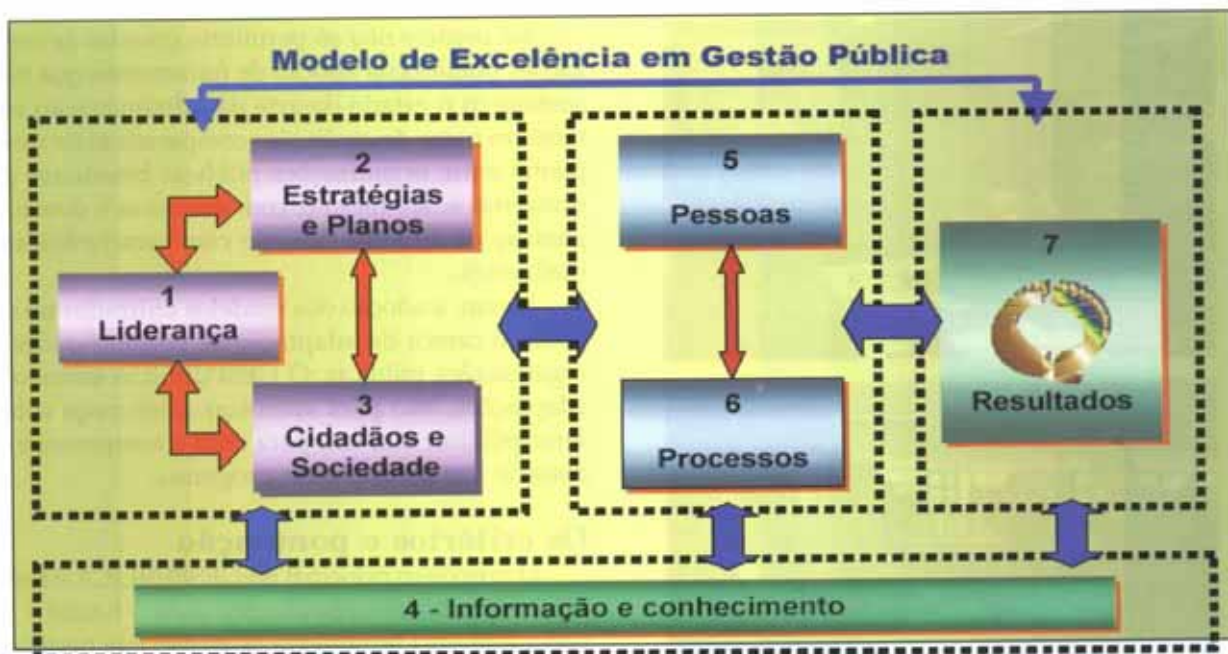 Modelo de Excelência em Gestão Pública
1
Liderança
2
Estratégias
e Planos
3
Cidadãos e
Sociedade
5
Pessoas
6
Processos
7
Resultados
4 - Informação e conhecimento